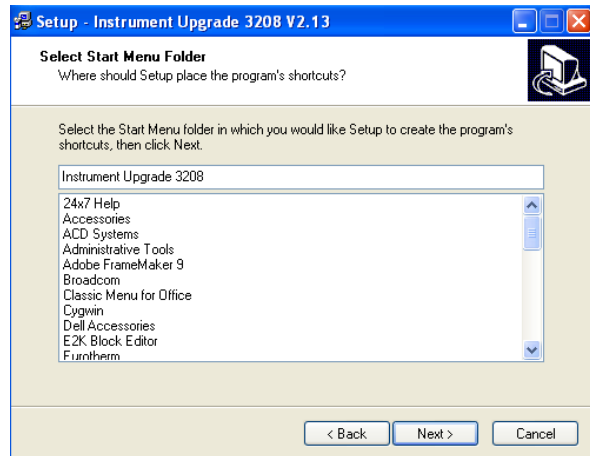 Setup - Instrument Upgrade 3208 V2.13
Select Start Menu Folder
Where should Setup place the program's shortcuts?
Select the Start Menu folder in which you would like Setup to create the program's
shortcuts, then click Next.
Instrument Upgrade 3208
24x7 Help
Accessories
ACD Systems
Administrative Tools
Adobe FrameMaker 9
Broadcom
Classic Menu for Office
Cygwin
Dell Accessories
E2K Block Editor
Eurotherm
< Back
Next >
Cancel